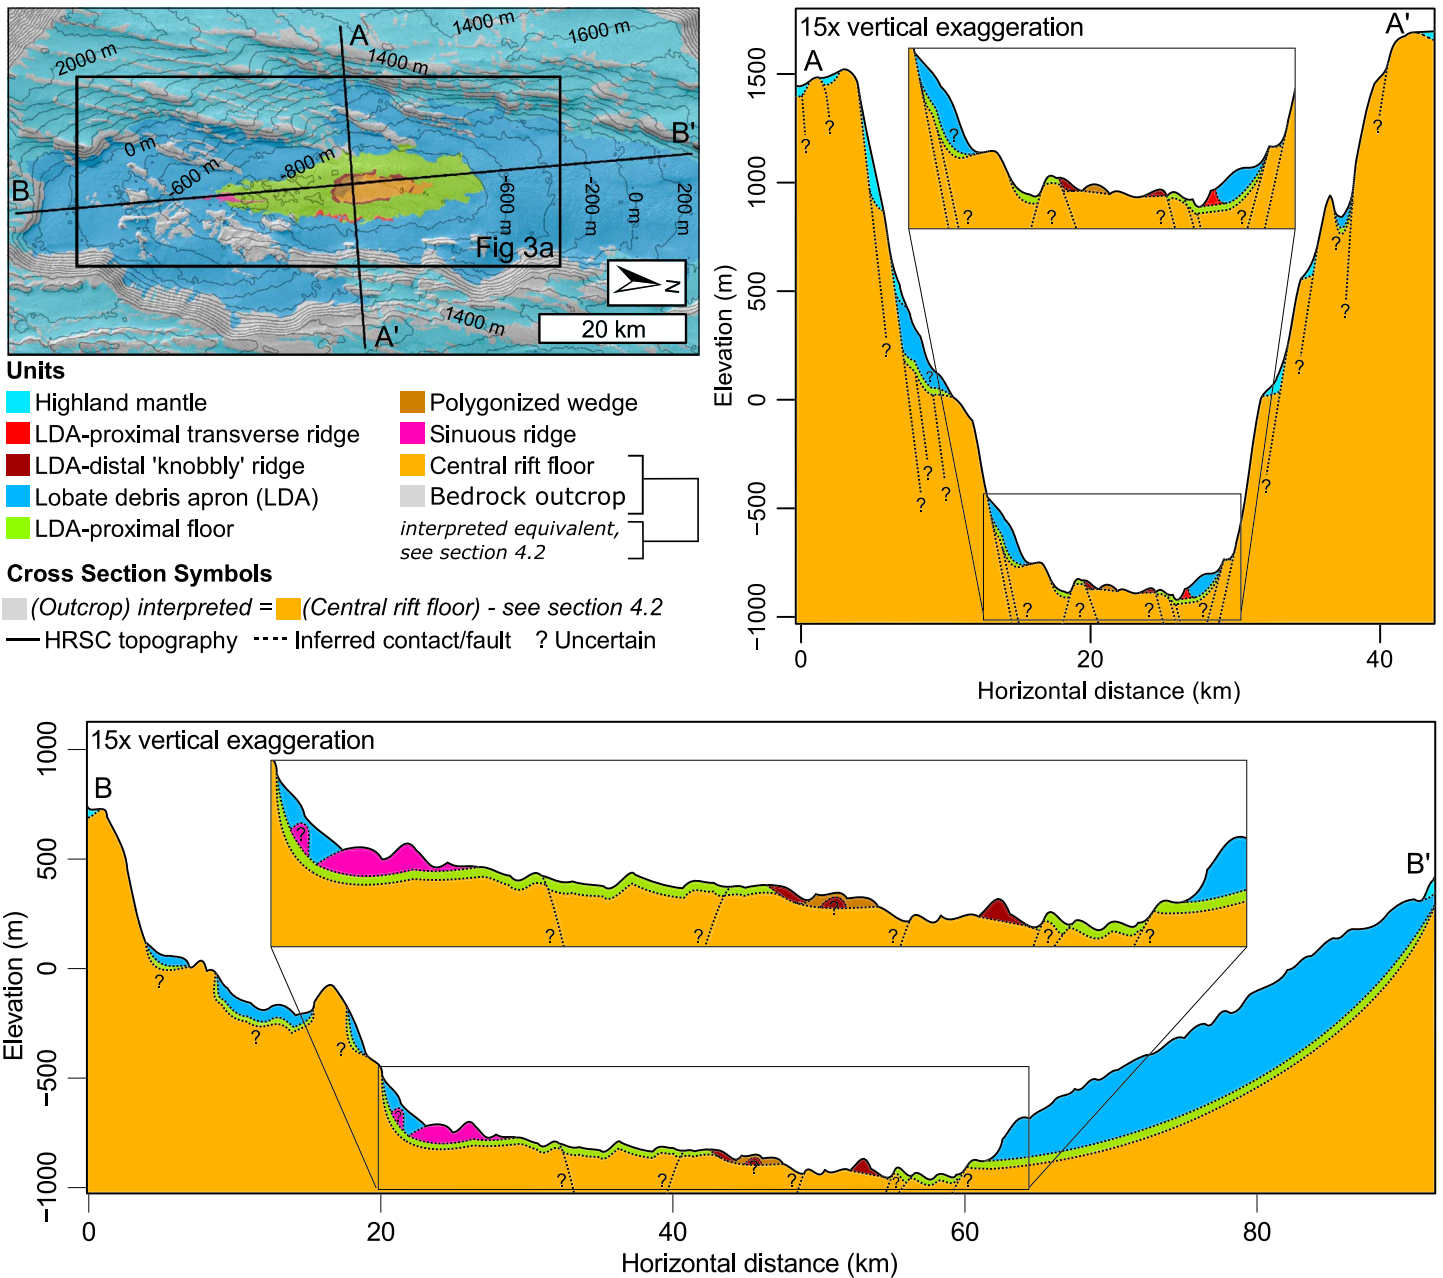 A
1400 m
1600 m
2000 m
1400 m
B'
0 m
-800 m
-600 m
B
-600 m
-200 m
0 m
200 m
Fig 3a
N
1400 m
20 km
A'
Units
Highland mantle
LDA-proximal transverse ridge
LDA-distal 'knobbly' ridge
Lobate debris apron (LDA)
LDA-proximal floor
Polygonized wedge
Sinuous ridge
Central rift floor
Bedrock outcrop
interpreted equivalent,
see section 4.2
Cross Section Symbols
(Outcrop) interpreted = (Central rift floor) - see section 4.2
HRSC topography Inferred contact/fault ? Uncertain
15x vertical exaggeration
A
A'
? ? ? ? ? ?
? ? ? ? ? ? ? ? ? ? ?
? ? ? ?
Elevation (m)
1500
1000
500
0
−500
−1000
0 20 40
Horizontal distance (km)
15x vertical exaggeration
B
B'
?
? ? ? ? ? ?
? ? ?
? ? ? ? ? ? ?
Elevation (m)
1000
500
0
−500
−1000
0 20 40 60 80
Horizontal distance (km)